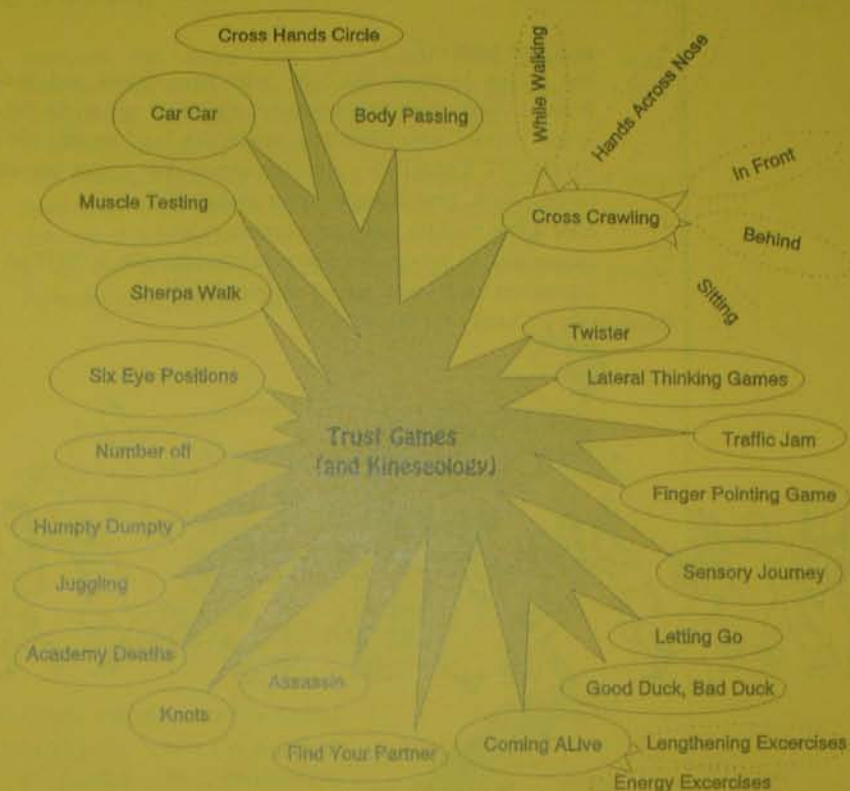 Cross Hands Circle
Car Car
Body Passing
While Walking
Hands Across Nose
In Front
Behind
Sitting
Cross Crawling
Muscle Testing
Sherpa Walk
Six Eye Positions
Number off
Humpty Dumpty
Juggling
Academy Deaths
Knots
Assassin
Find Your Partner
Trust Games
(and Kineseology)
Twister
Lateral Thinking Games
Traffic Jam
Finger Pointing Game
Sensory Journey
Letting Go
Good Duck, Bad Duck
Coming ALive
Lengthening Excercises
Energy Excercises